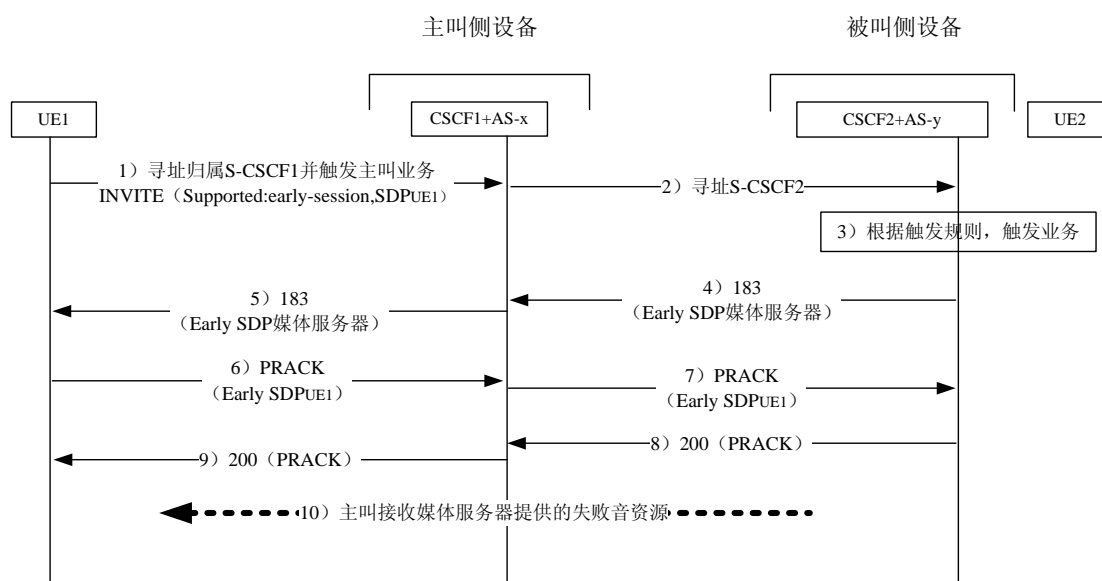 主叫侧设备
被叫侧设备
UE1
CSCF1+AS-x
CSCF2+AS-y
UE2
1）寻址归属S-CSCF1并触发主叫业务
INVITE（Supported:early-session,SDPUE1）
2）寻址S-CSCF2
3）根据触发规则，触发业务
4）183
（Early SDP媒体服务器）
5）183
（Early SDP媒体服务器）
6）PRACK
（Early SDPUE1）
7）PRACK
（Early SDPUE1）
8）200（PRACK）
9）200（PRACK）
10）主叫接收媒体服务器提供的失败音资源